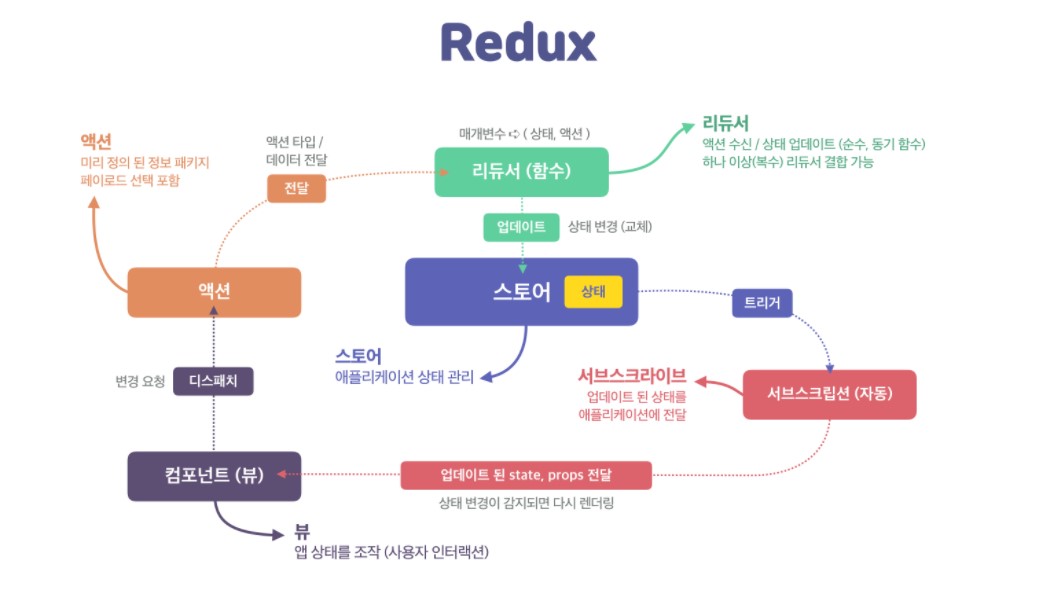 Redux
액션
미리 정의 된 정보 패키지
페이로드 선택 포함
액션 타입 /
데이터 전달
전달
매개변수 ➪ ( 상태, 액션 )
리듀서 (함수)
리듀서
액션 수신 / 상태 업데이트 (순수, 동기 함수)
하나 이상(복수) 리듀서 결합 가능
업데이트
상태 변경 (교체)
액션
스토어
상태
트리거
스토어
애플리케이션 상태 관리
변경 요청
디스패치
서브스크라이브
업데이트 된 상태를
애플리케이션에 전달
서브스크립션 (자동)
컴포넌트 (뷰)
업데이트 된 state, props 전달
상태 변경이 감지되면 다시 렌더링
뷰
앱 상태를 조작 (사용자 인터랙션)